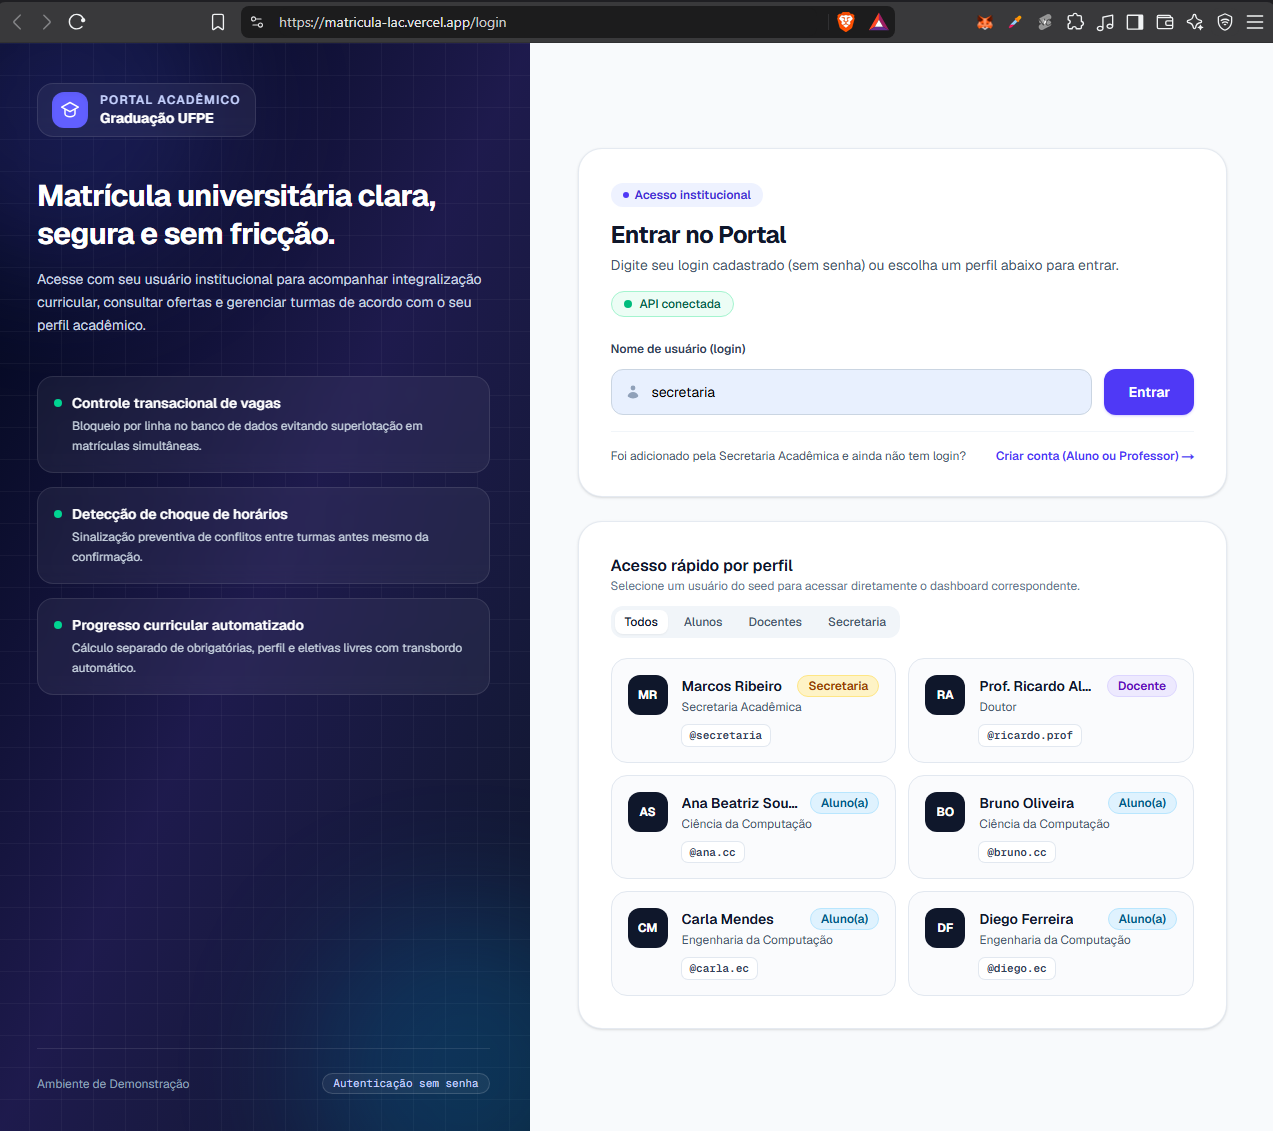 https://matricula-lac.vercel.app/login
PORTAL ACADÊMICO
Graduação UFPE
Matrícula universitária clara,
segura e sem fricção.
Acesse com seu usuário institucional para acompanhar integralização
curricular, consultar ofertas e gerenciar turmas de acordo com o seu
perfil acadêmico.
Controle transacional de vagas
Bloqueio por linha no banco de dados evitando superlotação em
matrículas simultâneas.
Detecção de choque de horários
Sinalização preventiva de conflitos entre turmas antes mesmo da
confirmação.
Progresso curricular automatizado
Cálculo separado de obrigatórias, perfil e eletivas livres com transbordo
automático.
Ambiente de Demonstração
Autenticação sem senha
Acesso institucional
Entrar no Portal
Digite seu login cadastrado (sem senha) ou escolha um perfil abaixo para entrar.
API conectada
Nome de usuário (login)
secretaria
Entrar
Foi adicionado pela Secretaria Acadêmica e ainda não tem login?
Criar conta (Aluno ou Professor) →
Acesso rápido por perfil
Selecione um usuário do seed para acessar diretamente o dashboard correspondente.
Todos Alunos Docentes Secretaria
MR
Marcos Ribeiro
Secretaria
Secretaria Acadêmica
@secretaria
RA
Prof. Ricardo Al...
Docente
Doutor
@ricardo.prof
AS
Ana Beatriz Sou...
Aluno(a)
Ciência da Computação
@ana.cc
BO
Bruno Oliveira
Aluno(a)
Ciência da Computação
@bruno.cc
CM
Carla Mendes
Aluno(a)
Engenharia da Computação
@carla.ec
DF
Diego Ferreira
Aluno(a)
Engenharia da Computação
@diego.ec